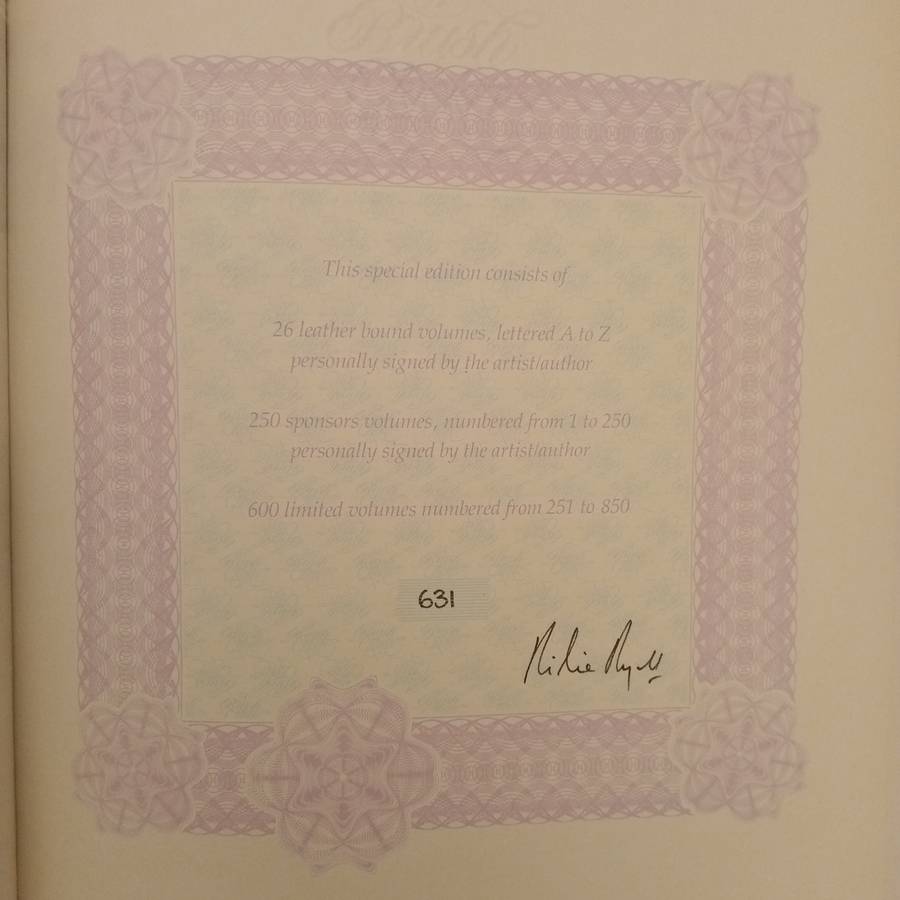 This special edition consists of
26 leather bound volumes, lettered A to Z
personally signed by the artist/author
250 sponsors volumes, numbered from 1 to 250
personally signed by the artist/author
600 limited volumes numbered from 251 to 850
631